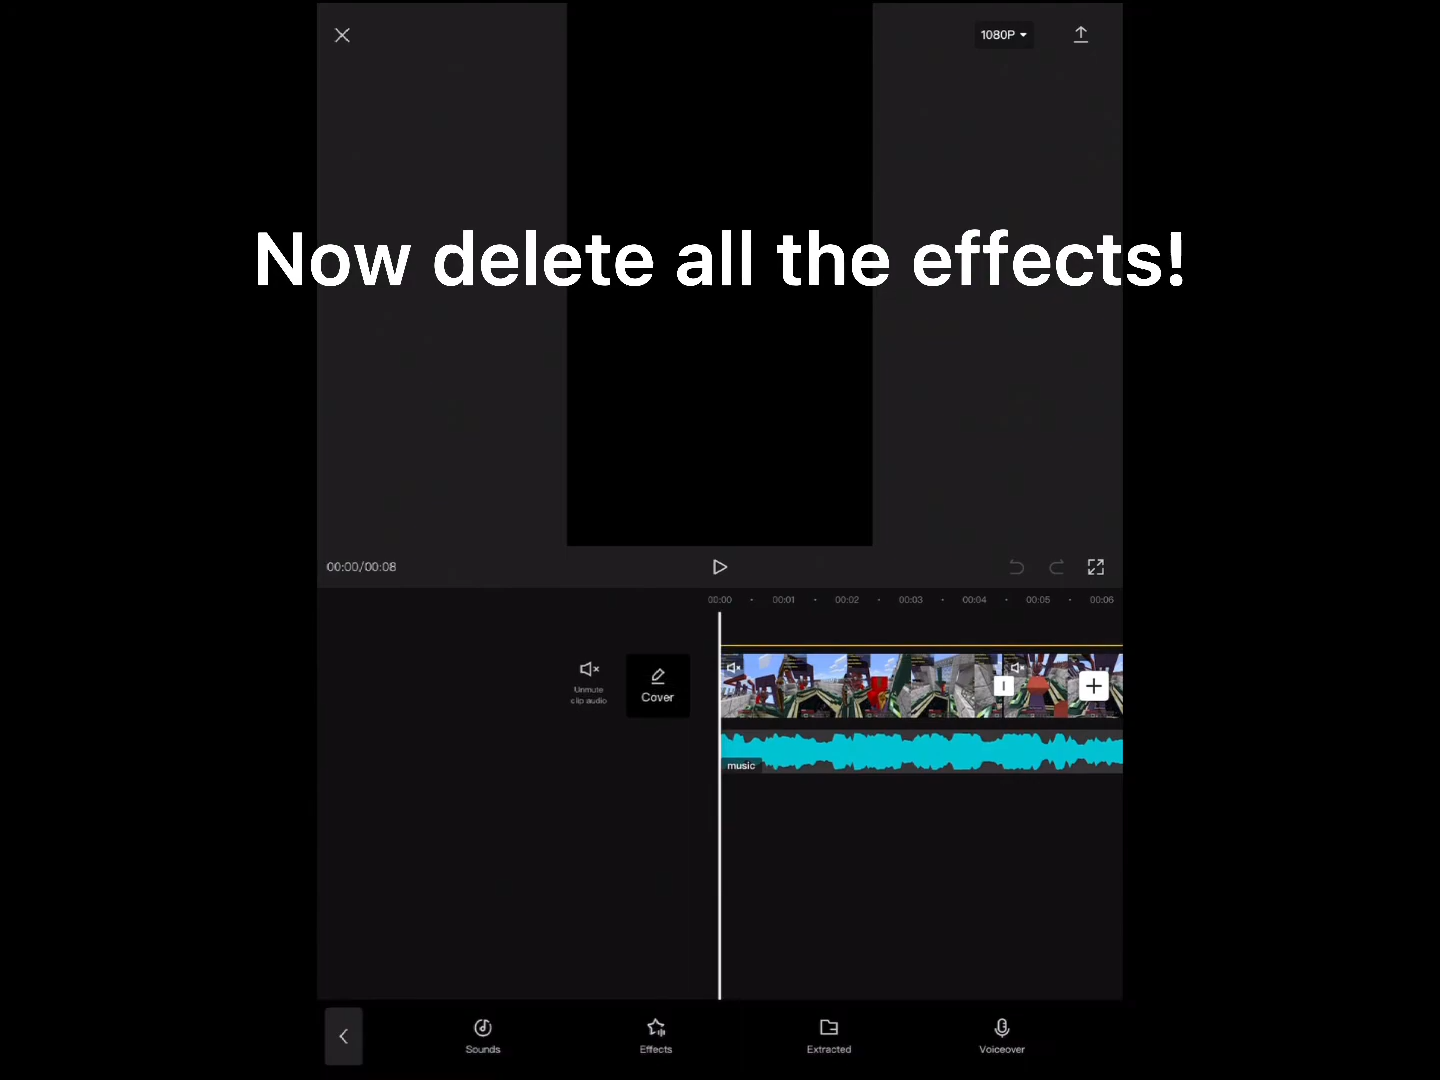 1080P
Now delete all the effects!
00:00/00:08
00:00 00:01 00:02 00:03 00:04 00:05 00:06
Unmute
clip audio
Cover
music
Sounds Effects Extracted Voiceover